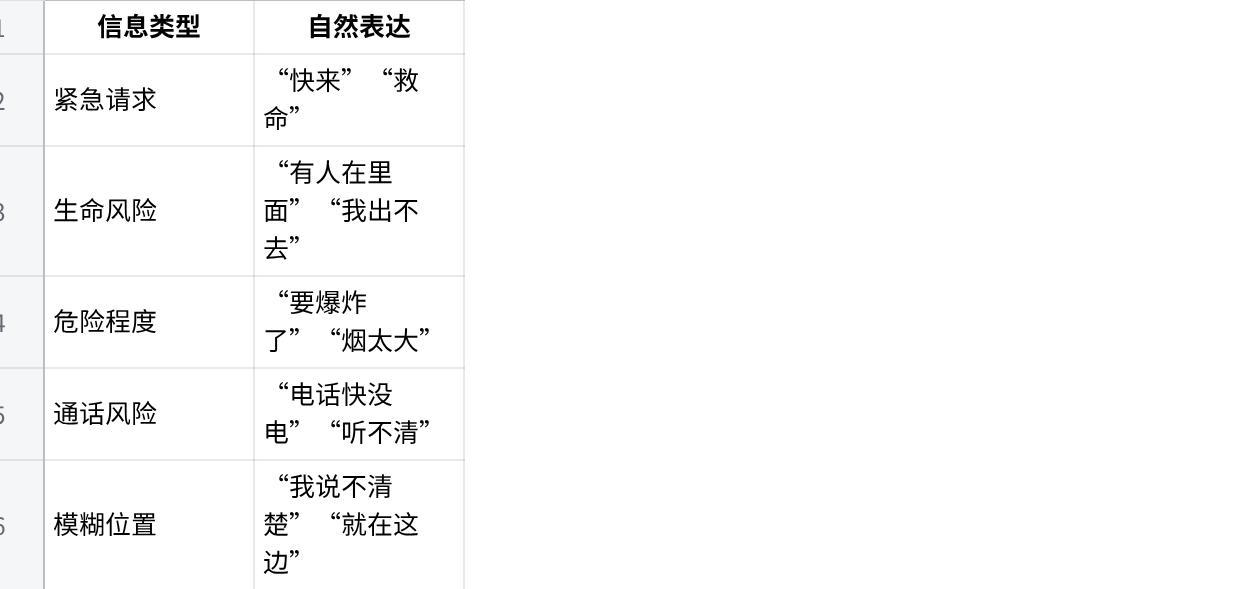 1 信息类型 自然表达
2 紧急请求 “快来” “救
命”
3 生命风险 “有人在里
面” “我出不
去”
4 危险程度 “要爆炸
了” “烟太大”
5 通话风险 “电话快没
电” “听不清”
6 模糊位置 “我说不清
楚” “就在这
边”